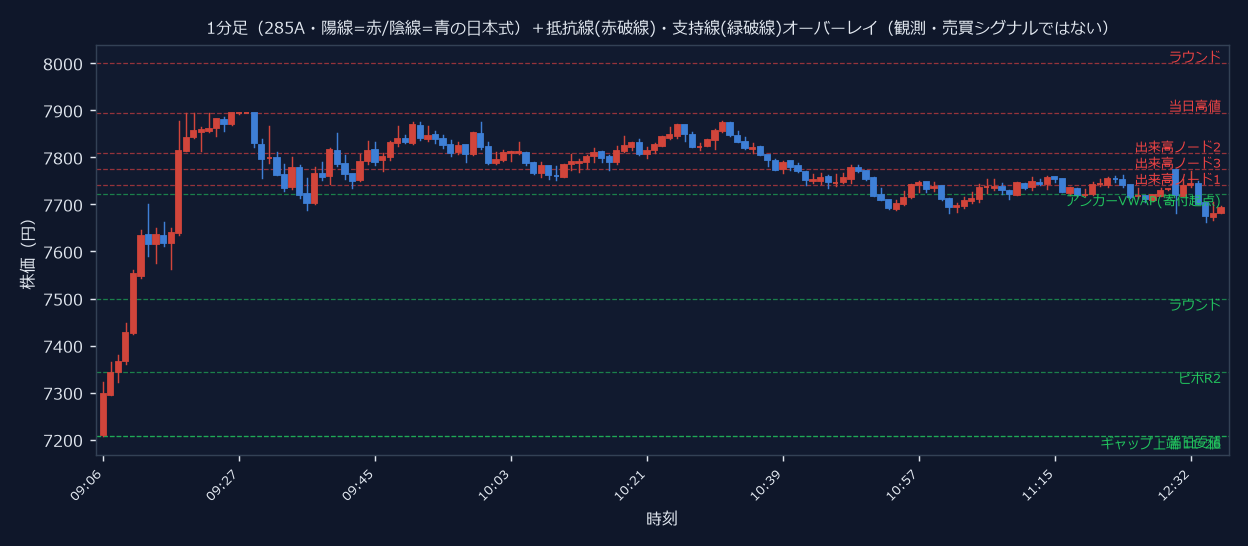 1分足（285A・陽線=赤/陰線=青の日本式）＋抵抗線(赤破線)・支持線(緑破線)オーバーレイ（観測・売買シグナルではない）
株価（円）
8000
7900
7800
7700
7600
7500
7400
7300
7200
ラウンド
当日高値
出来高ノード2
出来高ノード3
出来高ノード1
アンカーVWAP(寄付起点)
ラウンド
ピボR2
ギャップ上端
09:06
09:27
09:45
10:03
10:21
10:39
10:57
11:15
12:32
時刻